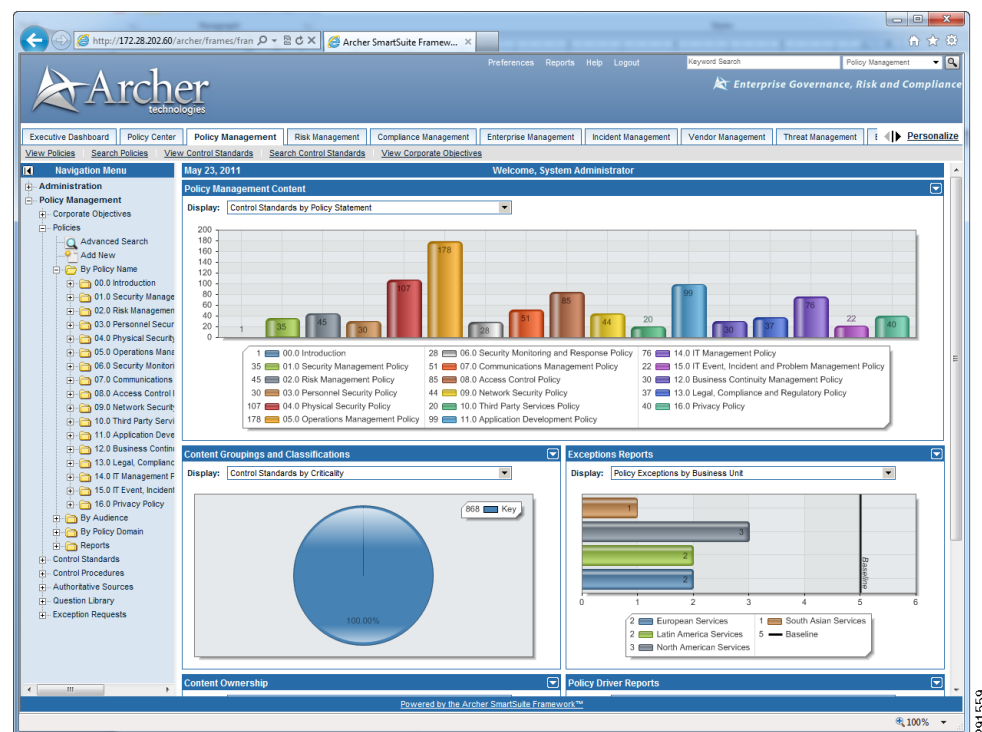 http://172.28.202.60/archer/frames/fran
Archer SmartSuite Framew...
Preferences Reports Help Logout
Keyword Search
Policy Management
Archer
technologies
Enterprise Governance, Risk and Compliance
Executive Dashboard
Policy Center
Policy Management
Risk Management
Compliance Management
Enterprise Management
Incident Management
Vendor Management
Threat Management
Personalize
View Policies Search Policies View Control Standards Search Control Standards View Corporate Objectives
Navigation Menu
May 23, 2011
Welcome, System Administrator
Administration
Policy Management
Corporate Objectives
Policies
Advanced Search
Add New
By Policy Name
00.0 Introduction
01.0 Security Manage
02.0 Risk Managemen
03.0 Personnel Secur
04.0 Physical Security
05.0 Operations Mana
06.0 Security Monitori
07.0 Communications
08.0 Access Control
09.0 Network Securit
10.0 Third Party Servi
11.0 Application Deve
12.0 Business Contin
13.0 Legal, Complianc
14.0 IT Management P
15.0 IT Event, Incident
16.0 Privacy Policy
By Audience
By Policy Domain
Reports
Control Standards
Control Procedures
Authoritative Sources
Question Library
Exception Requests
Policy Management Content
Display: Control Standards by Policy Statement
200
180
160
140
120
100
80
60
40
20
0
1 35 45 30 107 178 28 51 85 44 20 99 30 37 76 22 40
1 00.0 Introduction
35 01.0 Security Management Policy
45 02.0 Risk Management Policy
30 03.0 Personnel Security Policy
107 04.0 Physical Security Policy
178 05.0 Operations Management Policy
28 06.0 Security Monitoring and Response Policy
51 07.0 Communications Management Policy
85 08.0 Access Control Policy
44 09.0 Network Security Policy
20 10.0 Third Party Services Policy
99 11.0 Application Development Policy
76 14.0 IT Management Policy
22 15.0 IT Event, Incident and Problem Management Policy
30 12.0 Business Continuity Management Policy
37 13.0 Legal, Compliance and Regulatory Policy
40 16.0 Privacy Policy
Content Groupings and Classifications
Display: Control Standards by Criticality
868 Key
100.00%
Exceptions Reports
Display: Policy Exceptions by Business Unit
1
3
2
2
Baseline
0 1 2 3 4 5 6
2 European Services
2 Latin America Services
3 North American Services
1 South Asian Services
5 Baseline
Content Ownership
Policy Driver Reports
Powered by the Archer SmartSuite Framework™
100%
291559